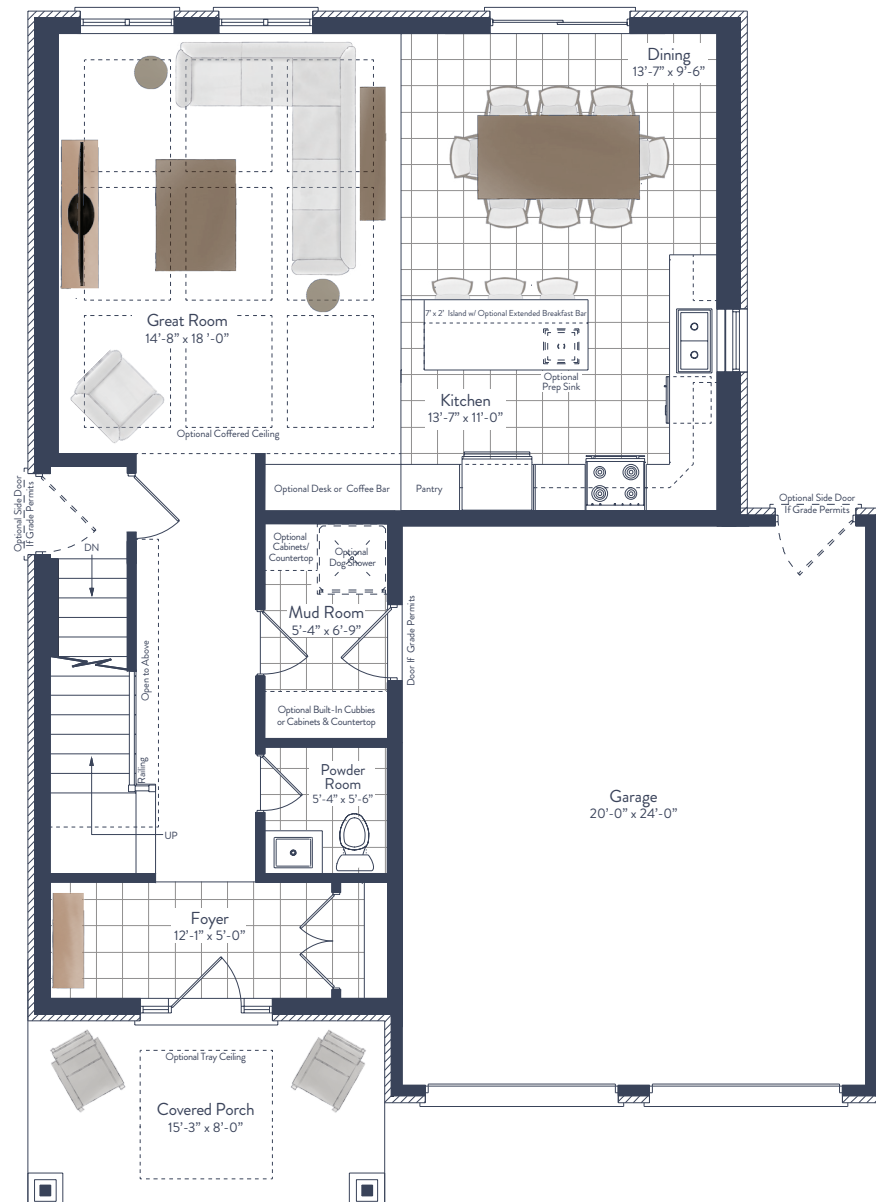 Dining
13'-7" x 9'-6"
Great Room
14'-8" x 18'-0"
7' x 2' Island w/ Optional Extended Breakfast Bar
Optional
Prep Sink
Kitchen
13'-7" x 11'-0"
Optional Coffered Ceiling
Optional Desk or Coffee Bar
Pantry
Optional Side Door
If Grade Permits
Optional Side Door
If Grade Permits
DN
Optional
Cabinets/
Countertop
Optional
Dog Shower
Mud Room
5'-4" x 6'-9"
Door If Grade Permits
Open to Above
Optional Built-In Cubbies
or Cabinets & Countertop
Railing
Powder
Room
5'-4" x 5'-6"
Garage
20'-0" x 24'-0"
UP
Foyer
12'-1" x 5'-0"
Optional Tray Ceiling
Covered Porch
15'-3" x 8'-0"